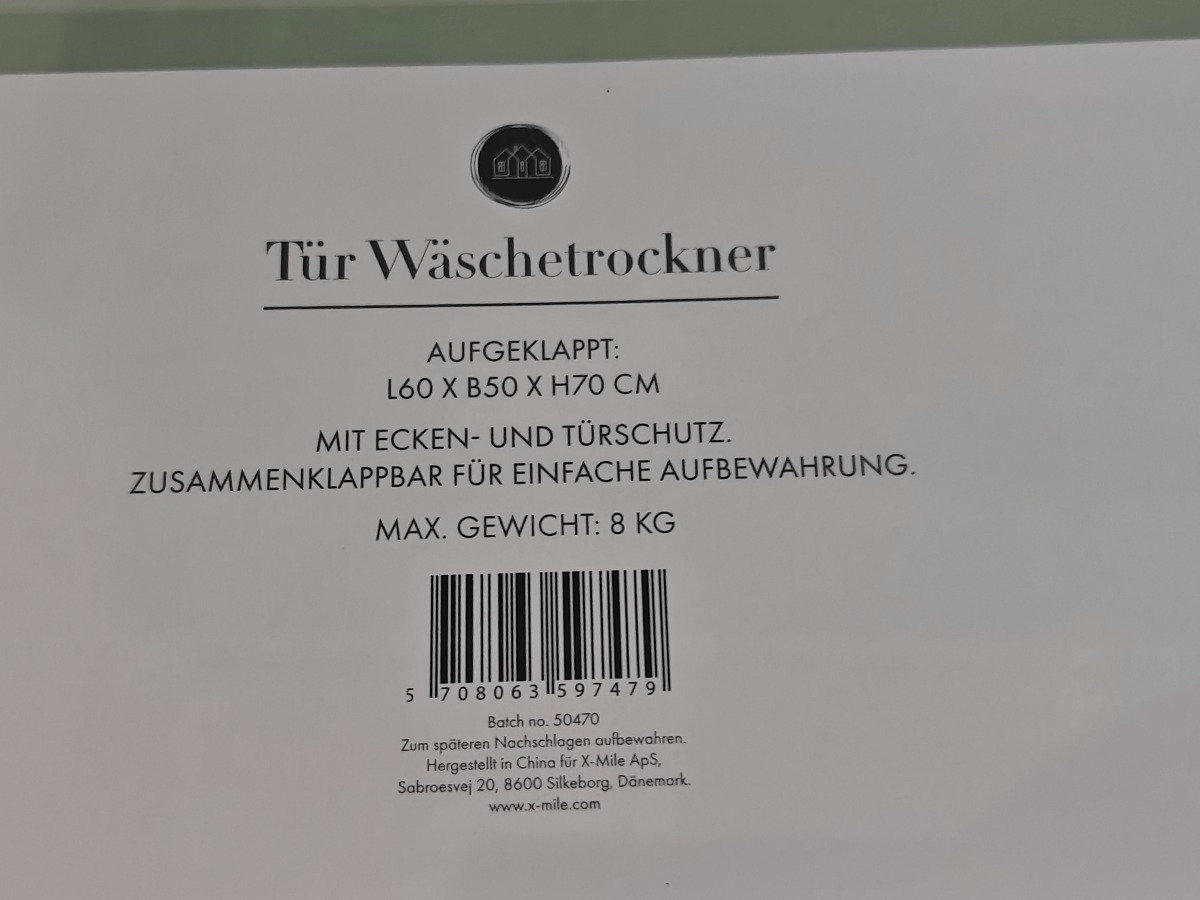 Tür Wäschetrockner
AUFGEKLAPPT:
L60 X B50 X H70 CM
MIT ECKEN- UND TÜRSCHUTZ.
ZUSAMMENKLAPPBAR FÜR EINFACHE AUFBEWAHRUNG.
MAX. GEWICHT: 8 KG
5 708063 597479
Batch no. 50470
Zum späteren Nachschlagen aufbewahren.
Hergestellt in China für X-Mile ApS,
Sabroesvej 20, 8600 Silkeborg, Dänemark.
www.x-mile.com